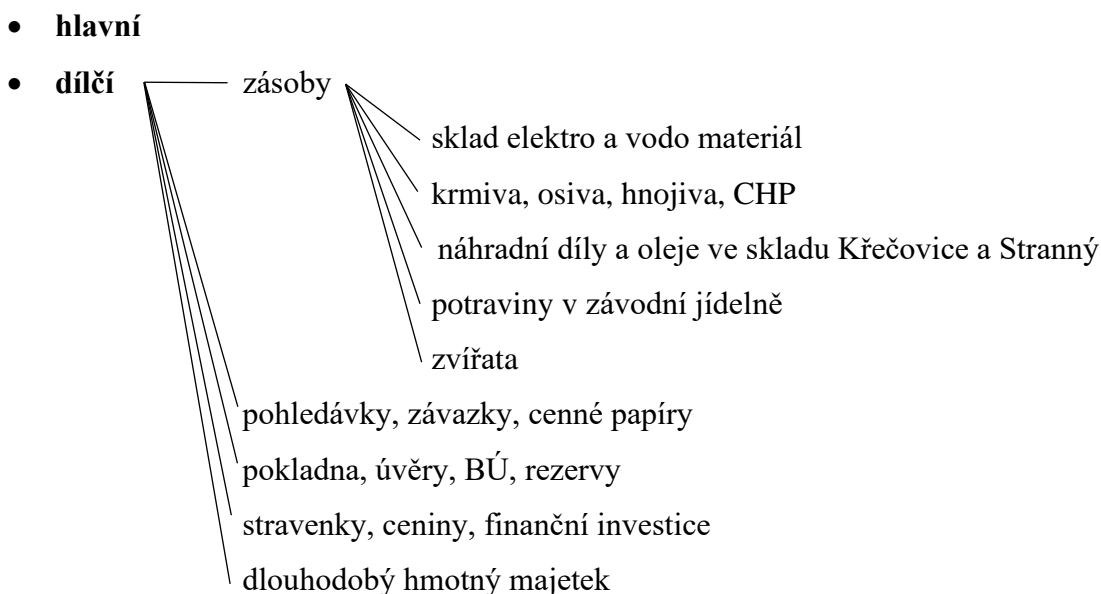 • hlavní
• dílčí zásoby
sklad elektro a vodo materiál
krmiva, osiva, hnojiva, CHP
náhradní díly a oleje ve skladu Křečovice a Stranný
potraviny v závodní jídelně
zvířata
pohledávky, závazky, cenné papíry
pokladna, úvěry, BÚ, rezervy
stravenky, ceniny, finanční investice
dlouhodobý hmotný majetek